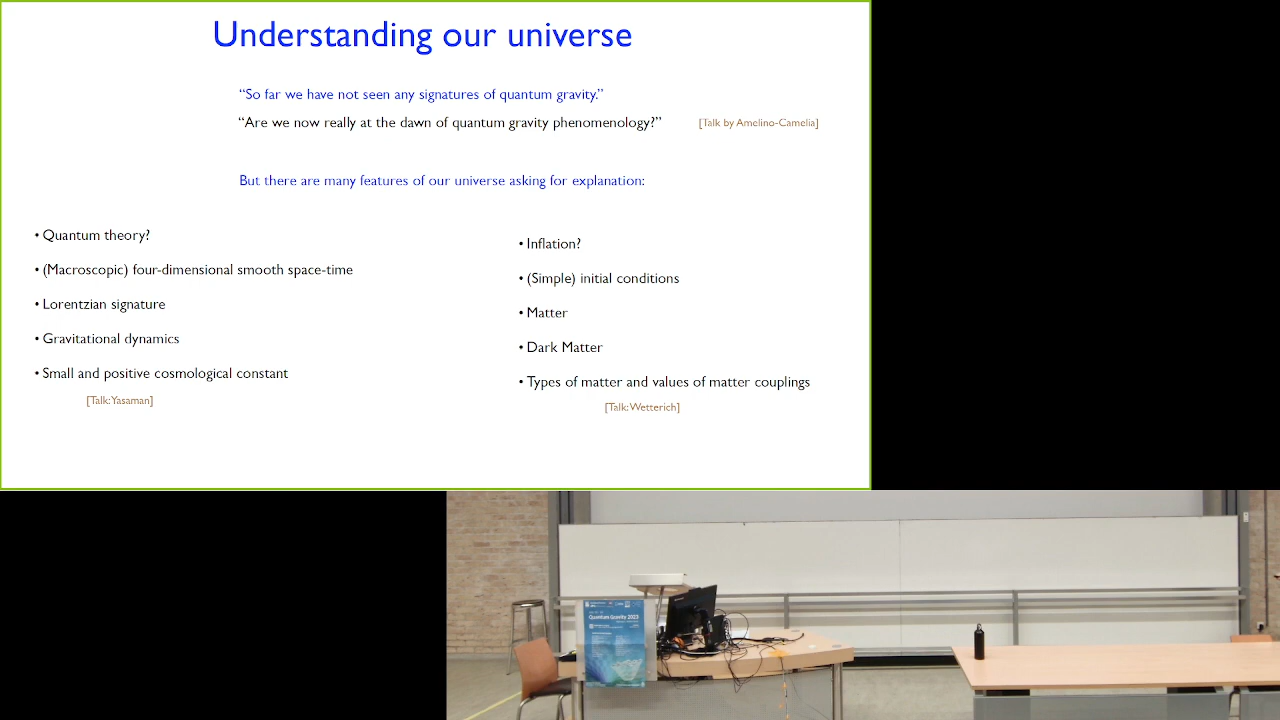 Understanding our universe
“So far we have not seen any signatures of quantum gravity.”
“Are we now really at the dawn of quantum gravity phenomenology?” [Talk by Amelino-Camelia]
But there are many features of our universe asking for explanation:
• Quantum theory?
• (Macroscopic) four-dimensional smooth space-time
• Lorentzian signature
• Gravitational dynamics
• Small and positive cosmological constant
[Talk: Yasaman]
• Inflation?
• (Simple) initial conditions
• Matter
• Dark Matter
• Types of matter and values of matter couplings
[Talk: Wetterich]
Quantum Gravity 2023